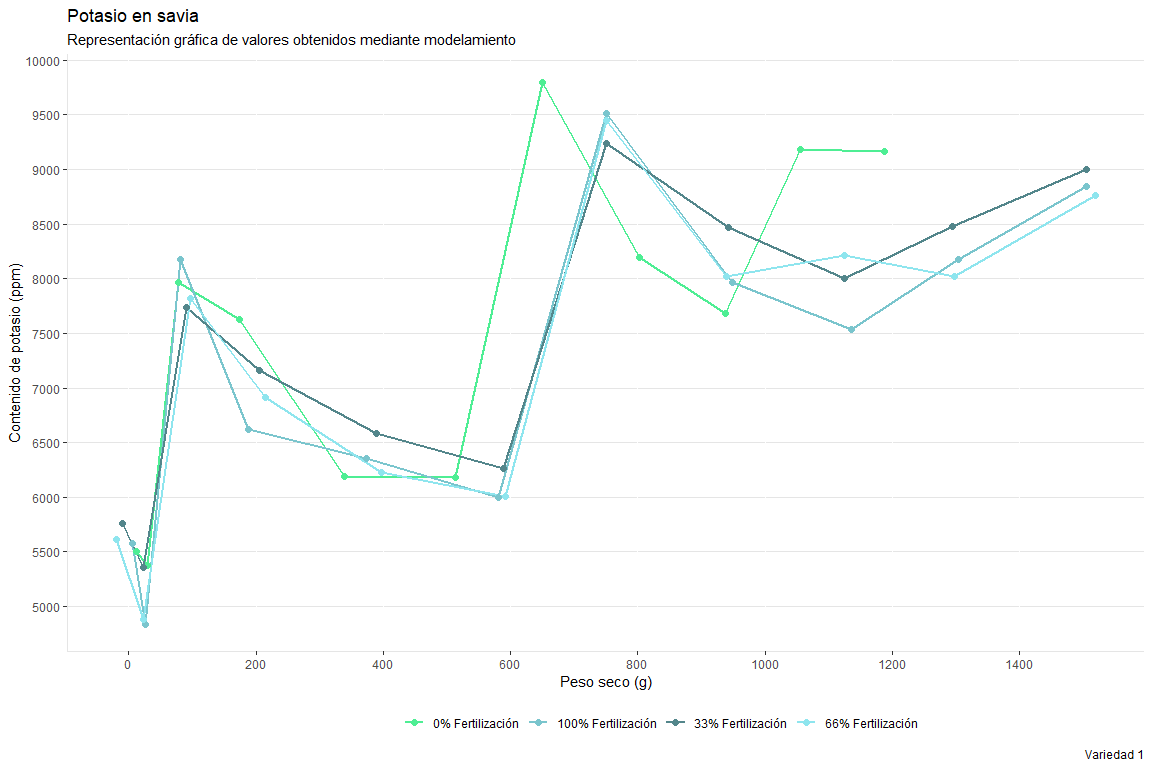 Potasio en savia
Representación gráfica de valores obtenidos mediante modelamiento
10000
9500
9000
8500
8000
7500
7000
6500
6000
5500
5000
Contenido de potasio (ppm)
0 200 400 600 800 1000 1200 1400
Peso seco (g)
0% Fertilización 100% Fertilización 33% Fertilización 66% Fertilización
Variedad 1